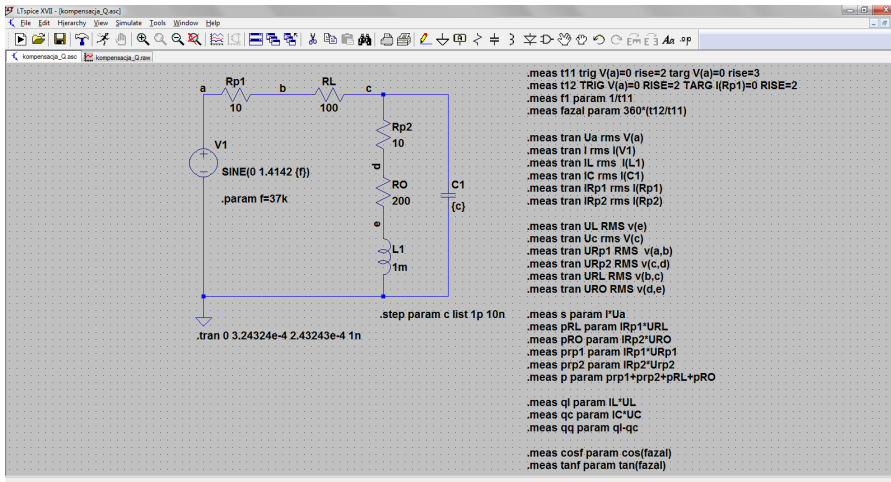 LTspice XVII - [kompensacja_Q.asc]
File Edit Hierarchy View Simulate Tools Window Help
kompensacja_Q.asc kompensacja_Q.raw
a Rp1 b RL c
10 100
Rp2
10
V1
SINE(0 1.4142 {f})
.param f=37k
d
RO
200
C1
{c}
e
L1
1m
.step param c list 1p 10n
.tran 0 3.24324e-4 2.43243e-4 1n
.meas t11 trig V(a)=0 rise=2 targ V(a)=0 rise=3
.meas t12 TRIG V(a)=0 RISE=2 TARG I(Rp1)=0 RISE=2
.meas f1 param 1/t11
.meas fazal param 360*(t12/t11)
.meas tran Ua rms V(a)
.meas tran I rms I(V1)
.meas tran IL rms I(L1)
.meas tran IC rms I(C1)
.meas tran IRp1 rms I(Rp1)
.meas tran IRp2 rms I(Rp2)
.meas tran UL RMS v(e)
.meas tran Uc rms V(c)
.meas tran URp1 RMS v(a,b)
.meas tran URp2 RMS v(c,d)
.meas tran URL RMS v(b,c)
.meas tran URO RMS v(d,e)
.meas s param I*Ua
.meas pRL param IRp1*URL
.meas pRO param IRp2*URO
.meas prp1 param IRp1*URp1
.meas prp2 param IRp2*Urp2
.meas p param prp1+prp2+pRL+pRO
.meas ql param IL*UL
.meas qc param IC*UC
.meas qq param ql-qc
.meas cosf param cos(fazal)
.meas tanf param tan(fazal)